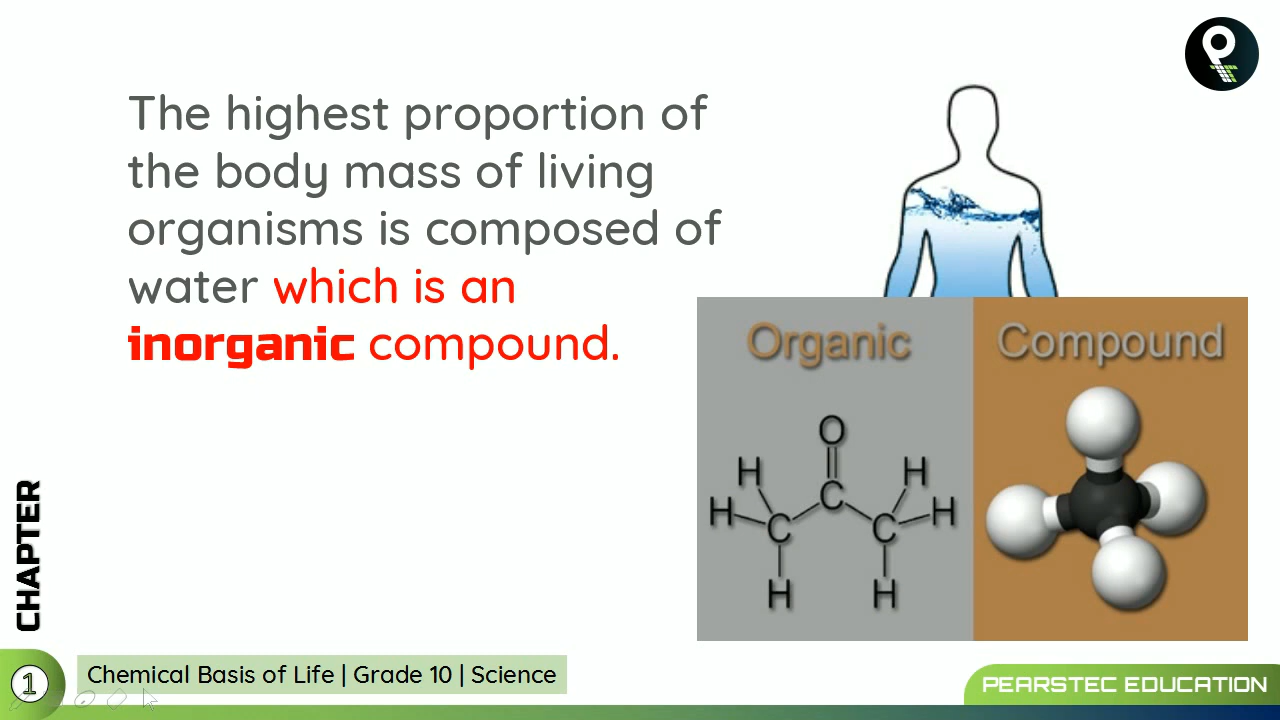 The highest proportion of
the body mass of living
organisms is composed of
water which is an
inorganic compound.
Organic Compound
O
H H
H C H
C C
H H
CHAPTER
1
Chemical Basis of Life | Grade 10 | Science
PEARSTEC EDUCATION